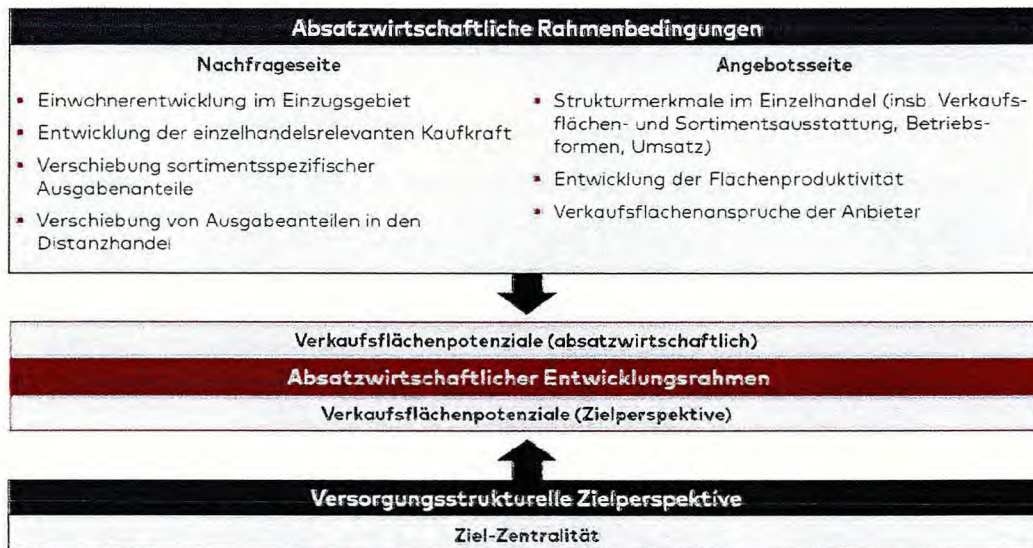 Absatzwirtschaftliche Rahmenbedingungen
Nachfrageseite
▪ Einwohnerentwicklung im Einzugsgebiet
▪ Entwicklung der einzelhandelsrelevanten Kaufkraft
▪ Verschiebung sortimentsspezifischer
Ausgabenanteile
▪ Verschiebung von Ausgabeanteilen in den
Distanzhandel
Angebotsseite
▪ Strukturmerkmale im Einzelhandel (insb. Verkaufs-
flächen- und Sortimentsausstattung, Betriebs-
formen, Umsatz)
▪ Entwicklung der Flächenproduktivität
▪ Verkaufsflächenansprüche der Anbieter
Verkaufsflächenpotenziale (absatzwirtschaftlich)
Absatzwirtschaftlicher Entwicklungsrahmen
Verkaufsflächenpotenziale (Zielperspektive)
Versorgungsstrukturelle Zielperspektive
Ziel-Zentralität